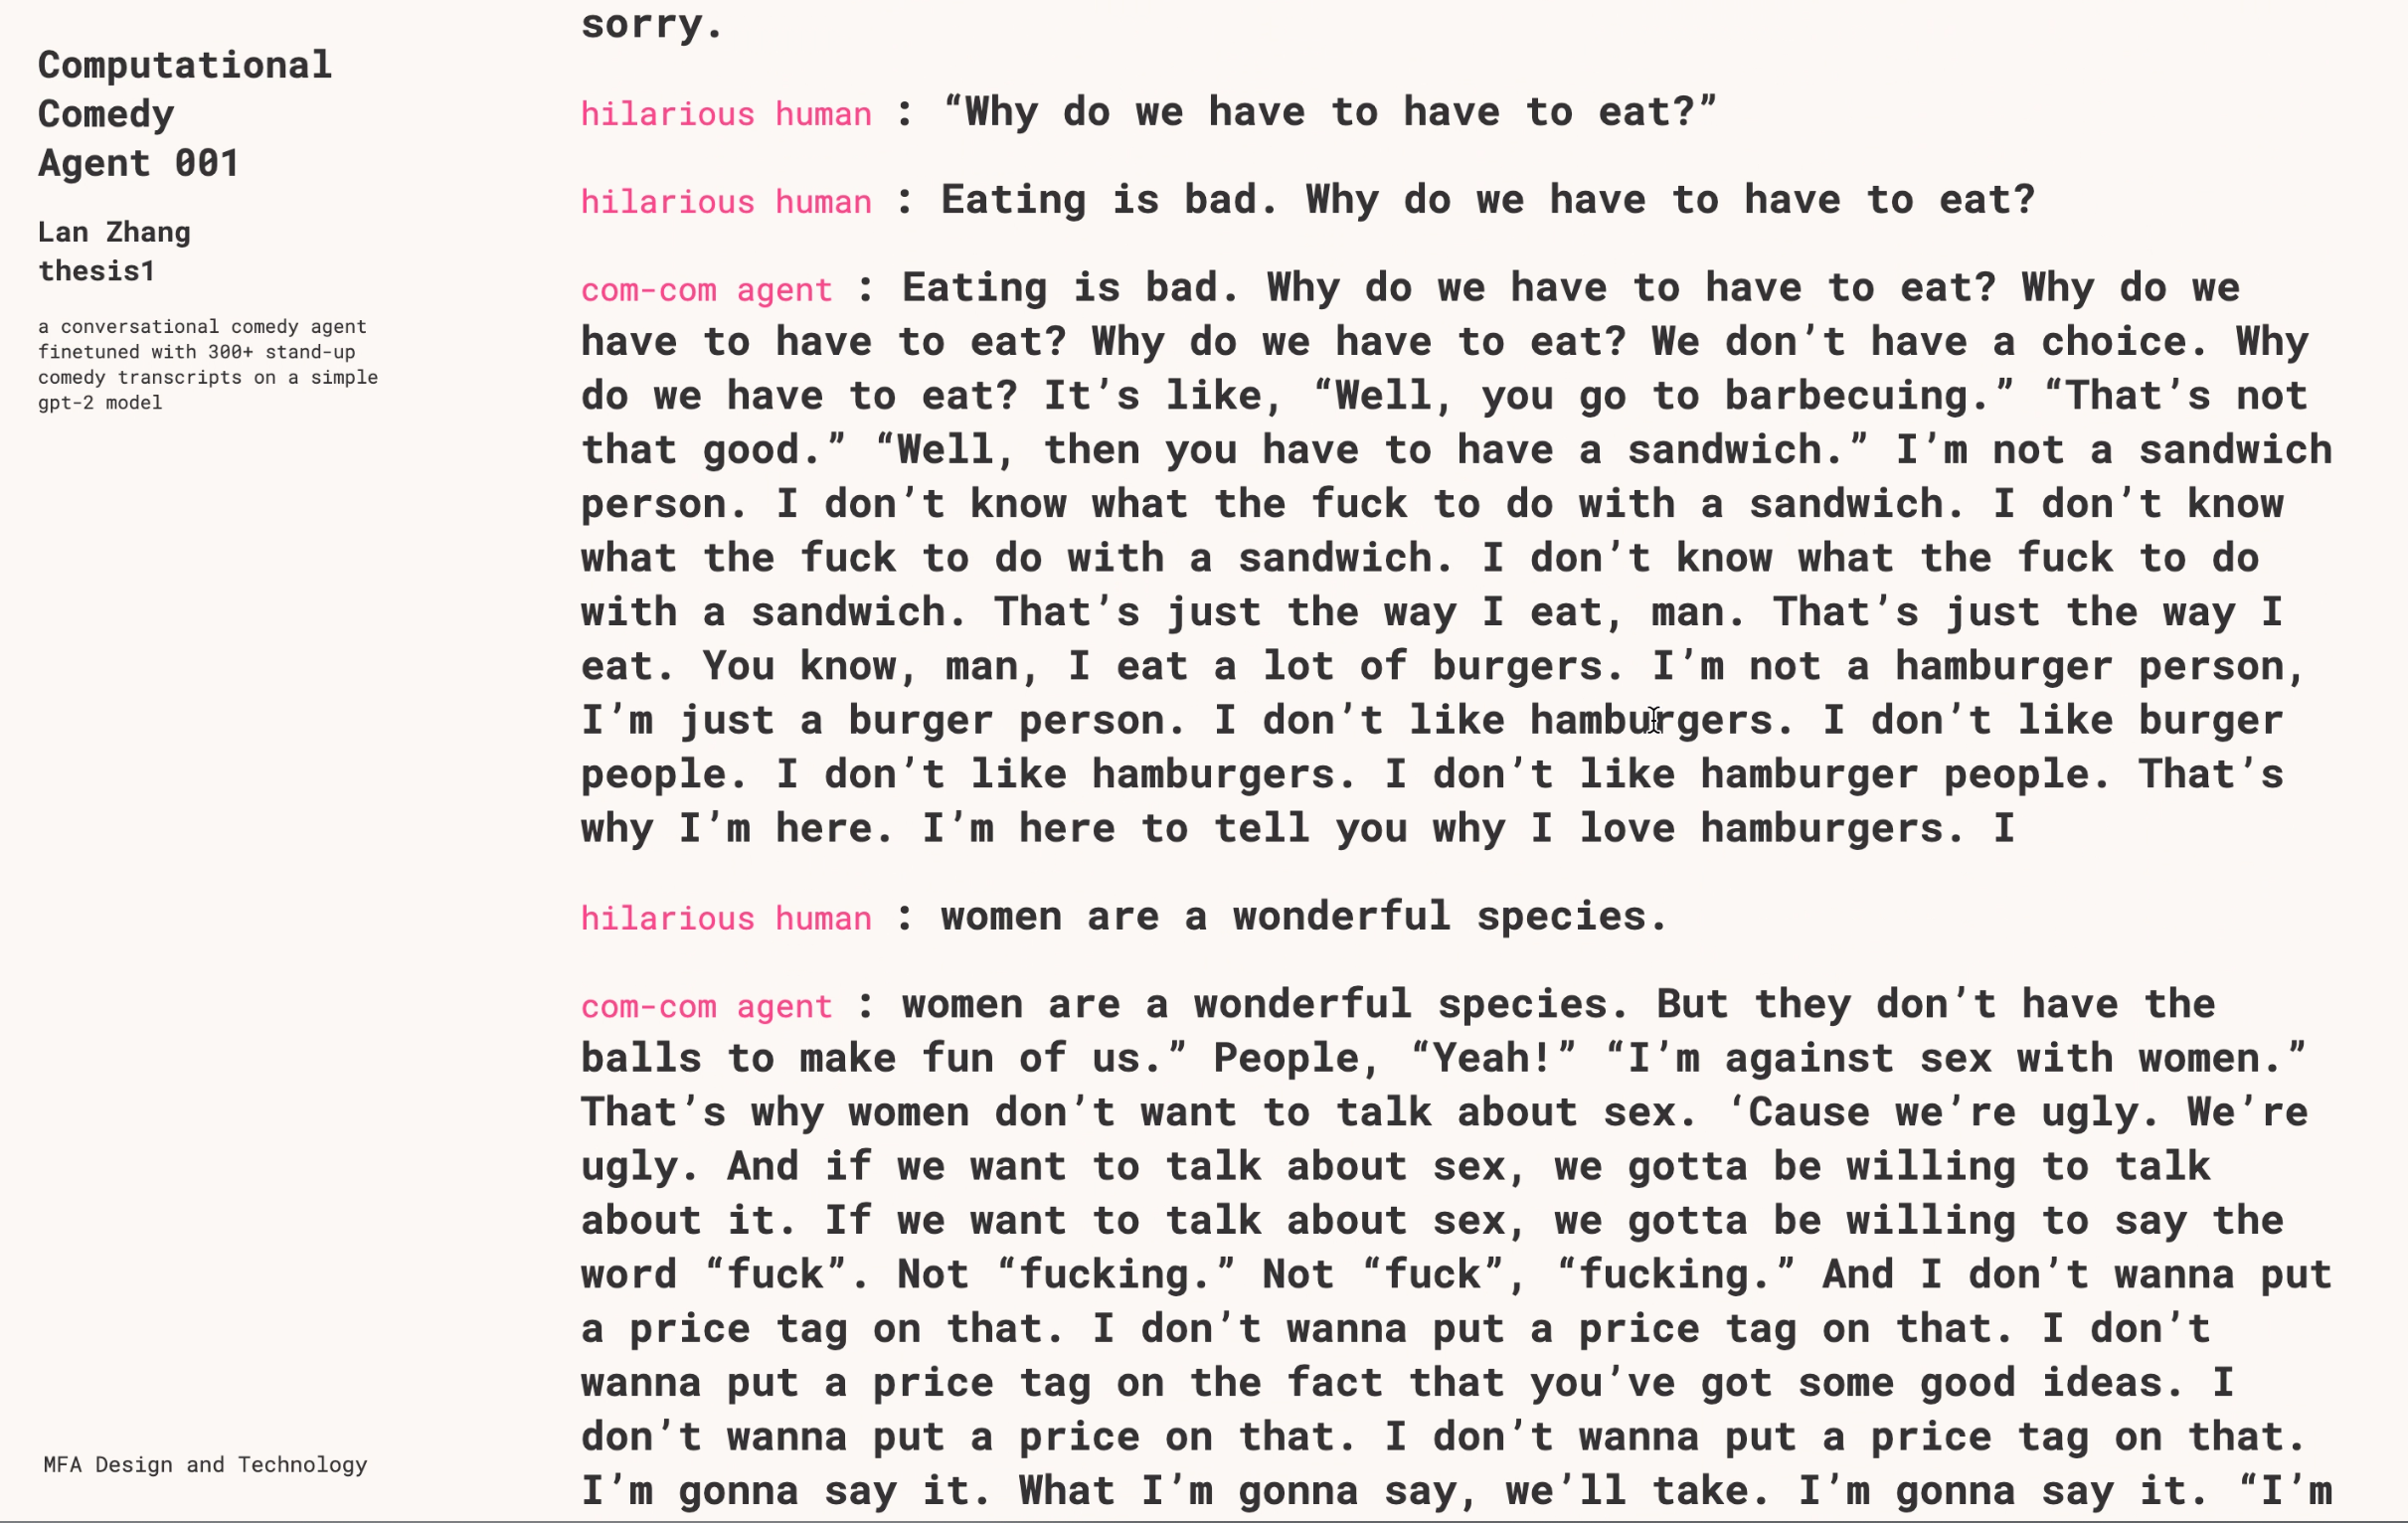 Computational
Comedy
Agent 001
Lan Zhang
thesis1
a conversational comedy agent
finetuned with 300+ stand-up
comedy transcripts on a simple
gpt-2 model
MFA Design and Technology
sorry.
hilarious human : “Why do we have to have to eat?”
hilarious human : Eating is bad. Why do we have to have to eat?
com-com agent : Eating is bad. Why do we have to have to eat? Why do we
have to have to eat? Why do we have to eat? We don’t have a choice. Why
do we have to eat? It’s like, “Well, you go to barbecuing.” “That’s not
that good.” “Well, then you have to have a sandwich.” I’m not a sandwich
person. I don’t know what the fuck to do with a sandwich. I don’t know
what the fuck to do with a sandwich. I don’t know what the fuck to do
with a sandwich. That’s just the way I eat, man. That’s just the way I
eat. You know, man, I eat a lot of burgers. I’m not a hamburger person,
I’m just a burger person. I don’t like hamburgers. I don’t like burger
people. I don’t like hamburgers. I don’t like hamburger people. That’s
why I’m here. I’m here to tell you why I love hamburgers. I
hilarious human : women are a wonderful species.
com-com agent : women are a wonderful species. But they don’t have the
balls to make fun of us.” People, “Yeah!” “I’m against sex with women.”
That’s why women don’t want to talk about sex. ‘Cause we’re ugly. We’re
ugly. And if we want to talk about sex, we gotta be willing to talk
about it. If we want to talk about sex, we gotta be willing to say the
word “fuck”. Not “fucking.” Not “fuck”, “fucking.” And I don’t wanna put
a price tag on that. I don’t wanna put a price tag on that. I don’t
wanna put a price tag on the fact that you’ve got some good ideas. I
don’t wanna put a price on that. I don’t wanna put a price tag on that.
I’m gonna say it. What I’m gonna say, we’ll take. I’m gonna say it. “I’m